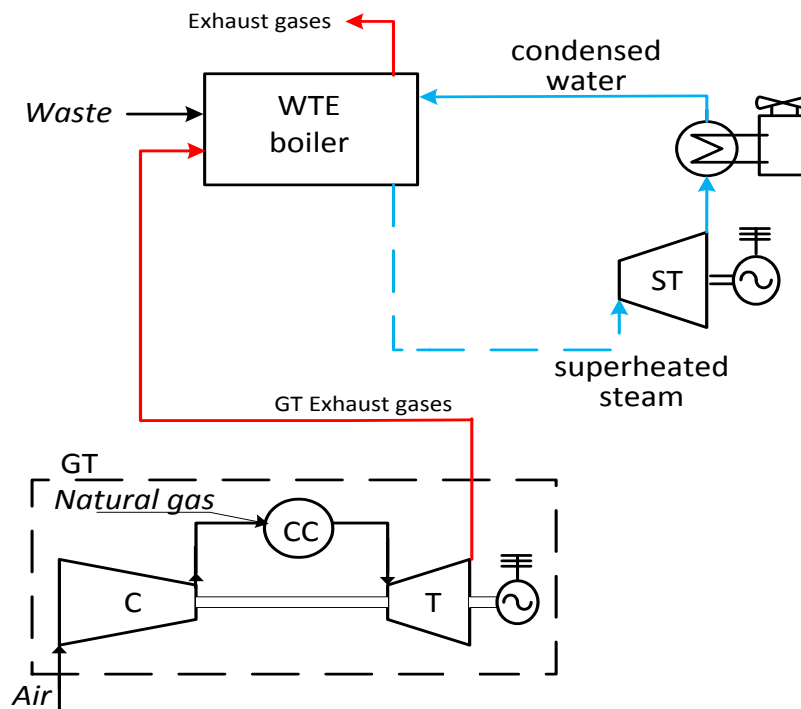 Exhaust gases
condensed
water
Waste
WTE
boiler
ST
superheated
steam
GT Exhaust gases
GT
Natural gas
CC
C
T
Air